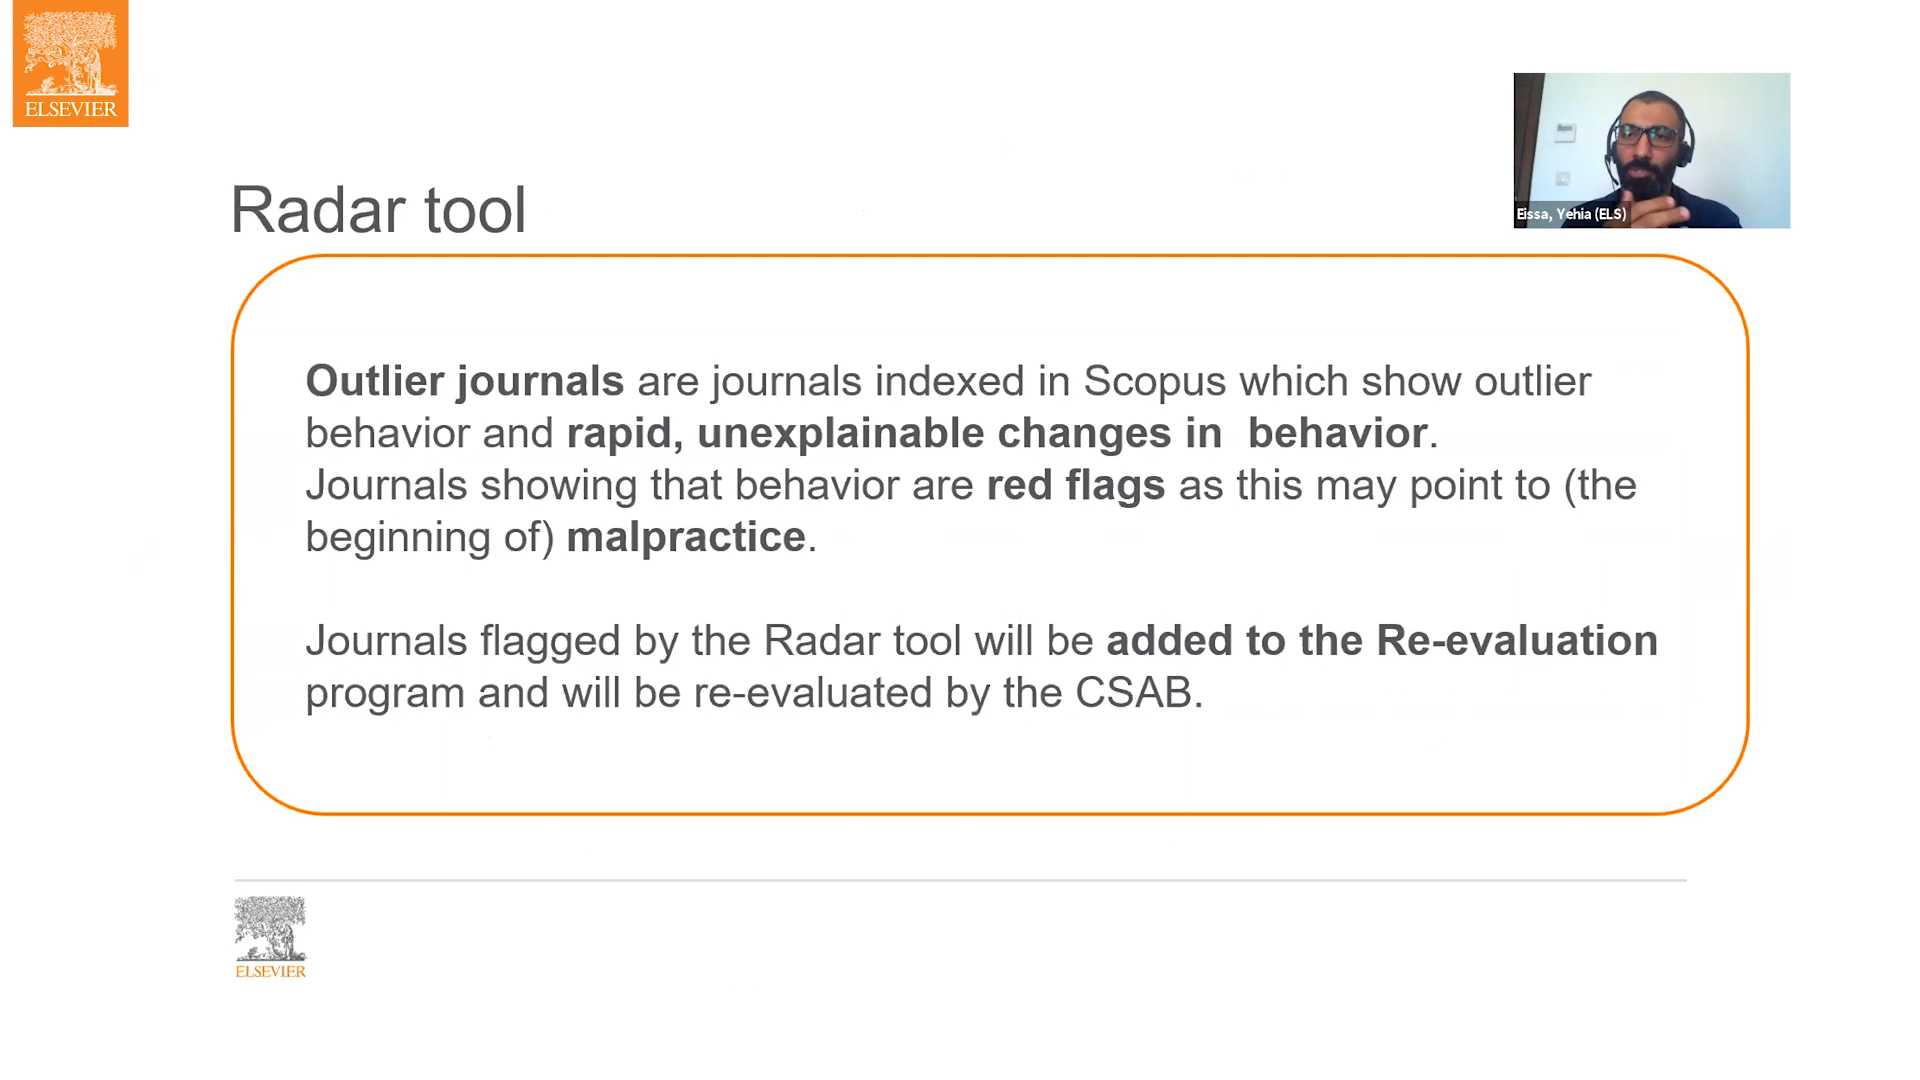 ELSEVIER
Eissa, Yehia (ELS)
Radar tool
Outlier journals are journals indexed in Scopus which show outlier
behavior and rapid, unexplainable changes in  behavior.
Journals showing that behavior are red flags as this may point to (the
beginning of) malpractice.
Journals flagged by the Radar tool will be added to the Re-evaluation
program and will be re-evaluated by the CSAB.
ELSEVIER